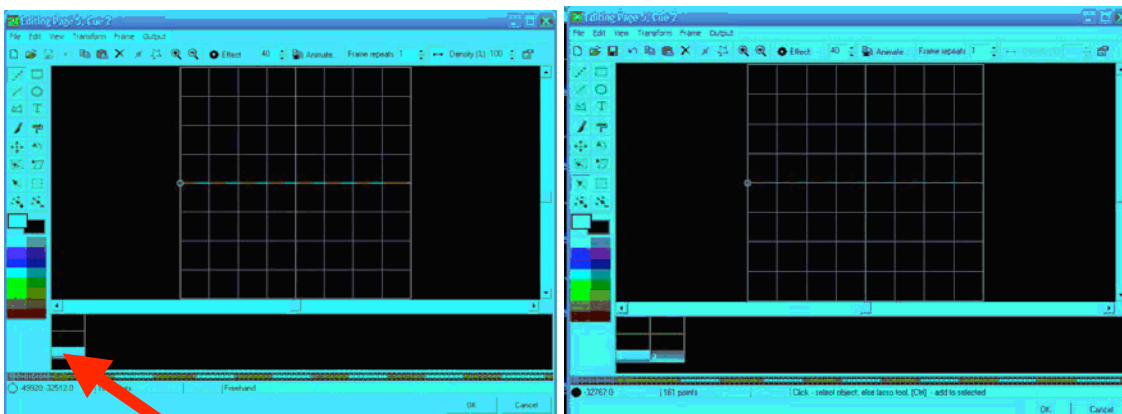 Editing Page 5, Cue 2
File Edit View Transform Frame Output
Effect 40 Animate Frame repeats 1 Density (%) 100
T
-49920 -32512.0
Freehand
OK Cancel
Editing Page 5, Cue 2
File Edit View Transform Frame Output
Effect 40 Animate Frame repeats 1
T
2
-32767.0 161 points Click - select object, else lasso tool, [Ctrl] - add to selected
OK Cancel